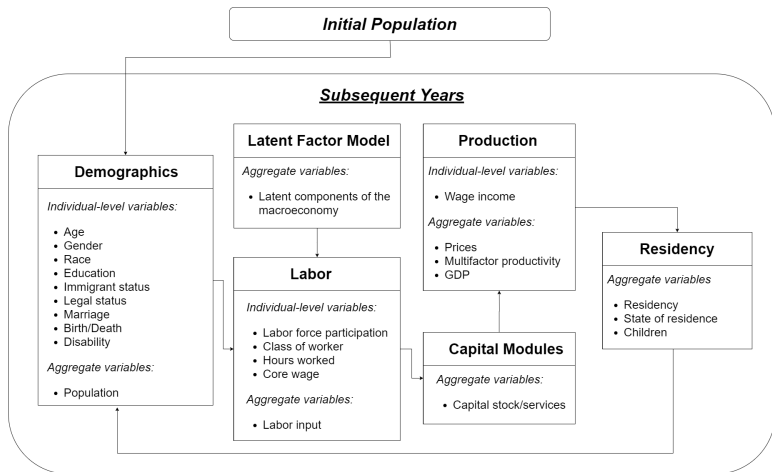 Initial Population
Subsequent Years
Demographics
Individual-level variables:
• Age
• Gender
• Race
• Education
• Immigrant status
• Legal status
• Marriage
• Birth/Death
• Disability
Aggregate variables:
• Population
Latent Factor Model
Aggregate variables:
• Latent components of the
macroeconomy
Labor
Individual-level variables:
• Labor force participation
• Class of worker
• Hours worked
• Core wage
Aggregate variables:
• Labor input
Production
Individual-level variables:
• Wage income
Aggregate variables:
• Prices
• Multifactor productivity
• GDP
Capital Modules
Aggregate variables:
• Capital stock/services
Residency
Aggregate variables
• Residency
• State of residence
• Children